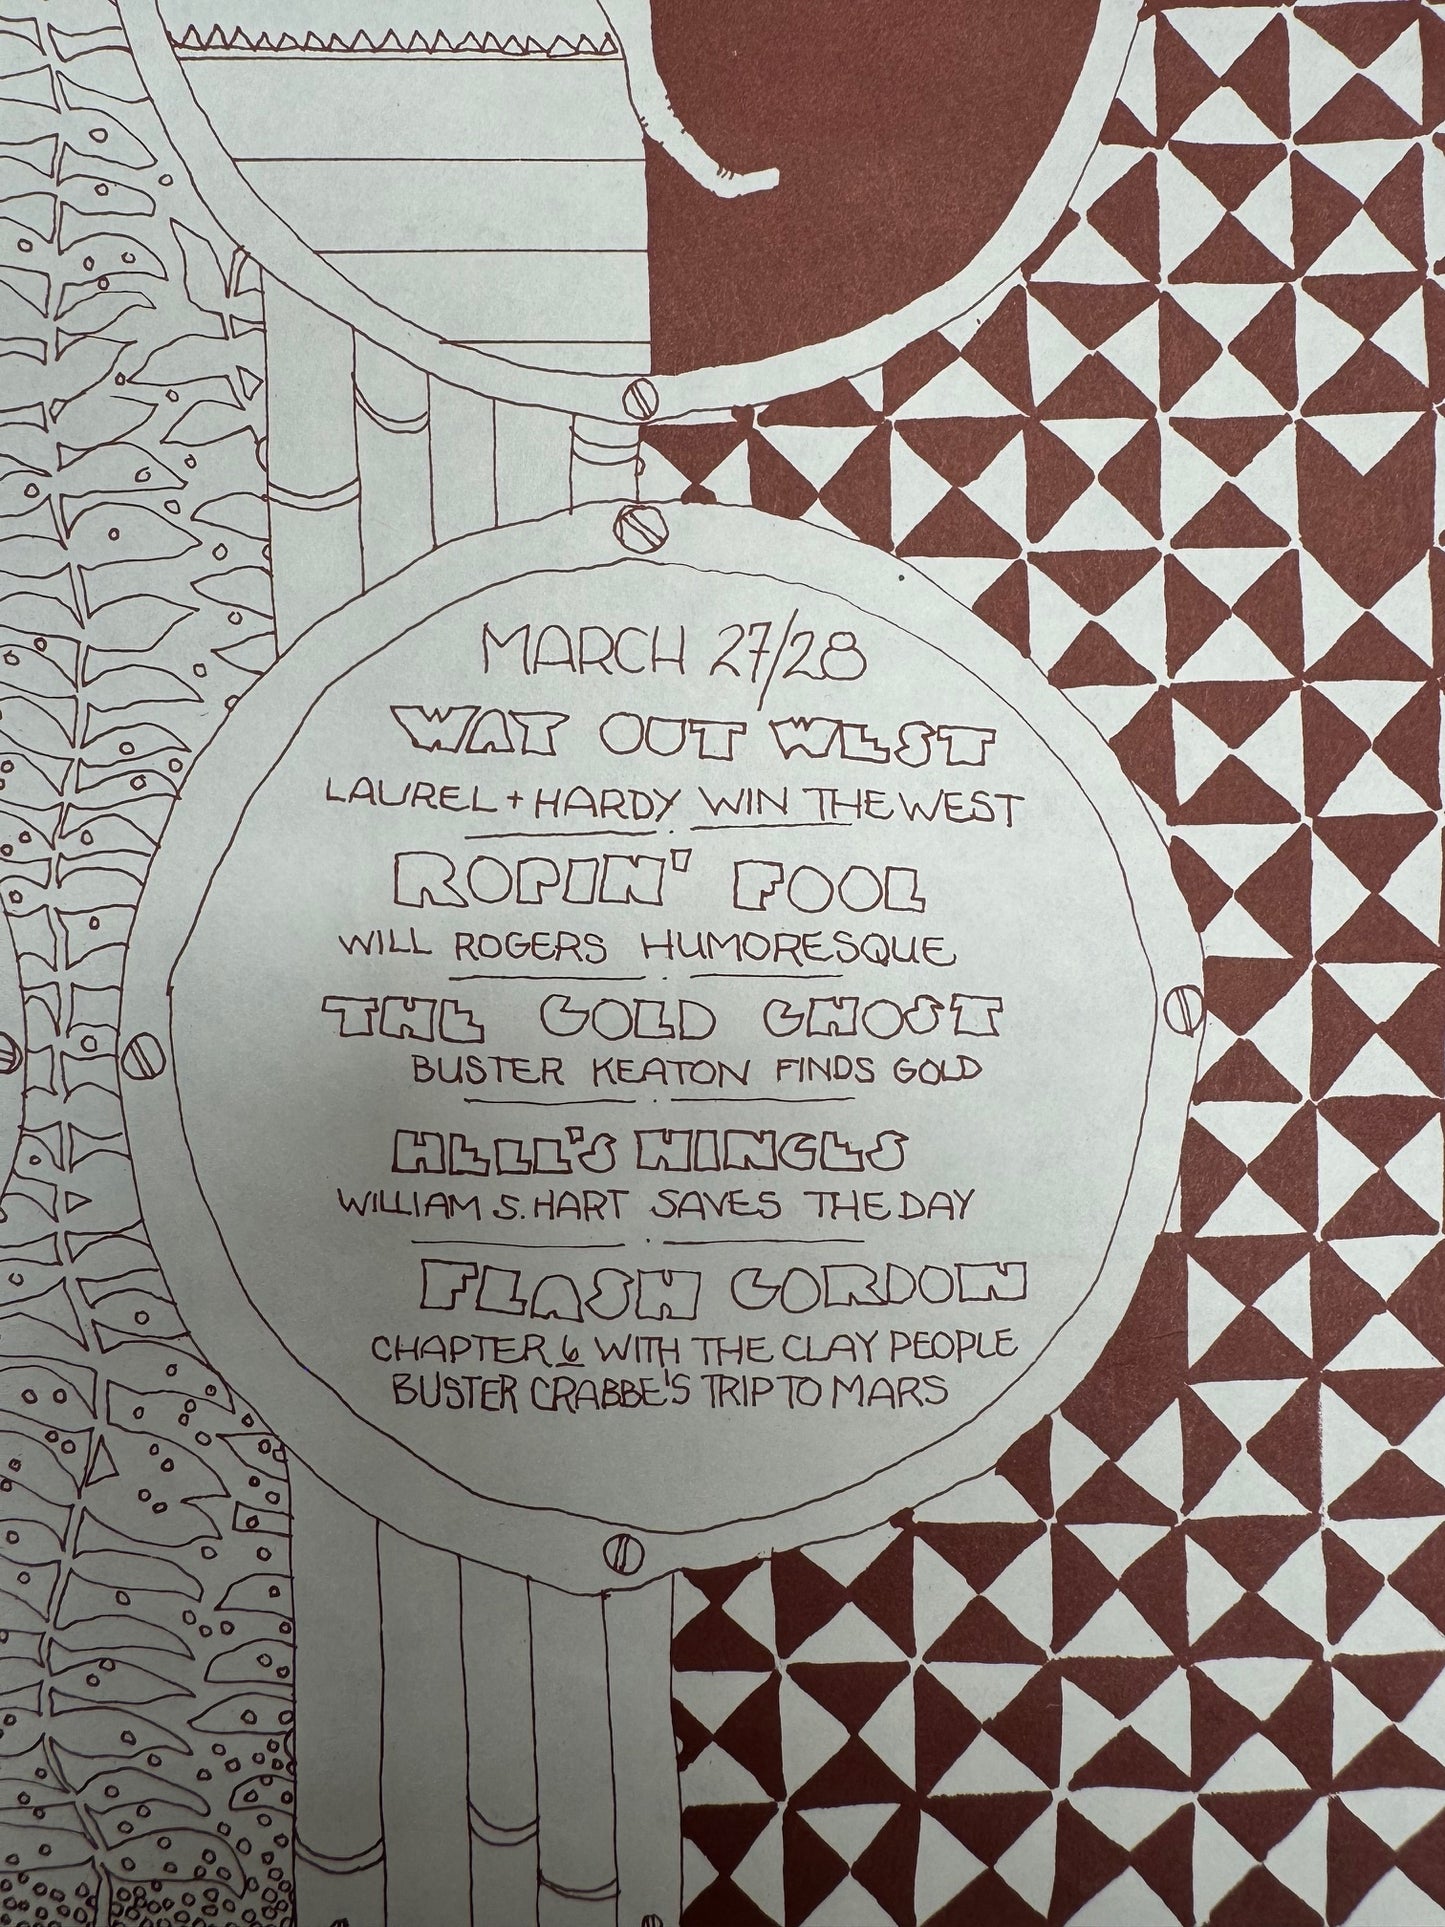 MARCH 27/28
WAY OUT WEST
LAUREL + HARDY WIN THE WEST
ROPIN' FOOL
WILL ROGERS HUMORESQUE
THE GOLD GHOST
BUSTER KEATON FINDS GOLD
HELL'S HINGES
WILLIAM S. HART SAVES THE DAY
FLASH GORDON
CHAPTER 6 WITH THE CLAY PEOPLE
BUSTER CRABBE'S TRIP TO MARS